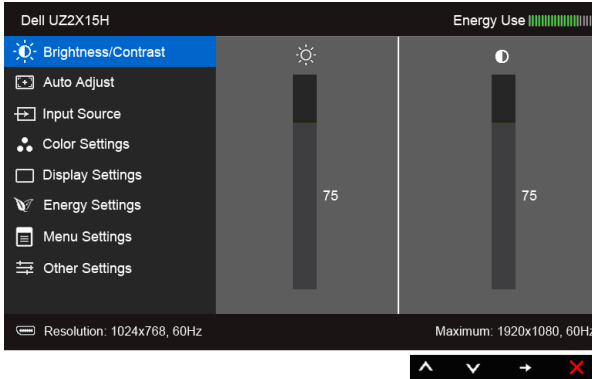 Dell UZ2X15H
Energy Use
Brightness/Contrast
Auto Adjust
Input Source
Color Settings
Display Settings
75
75
Energy Settings
Menu Settings
Other Settings
Resolution: 1024x768, 60Hz
Maximum: 1920x1080, 60Hz